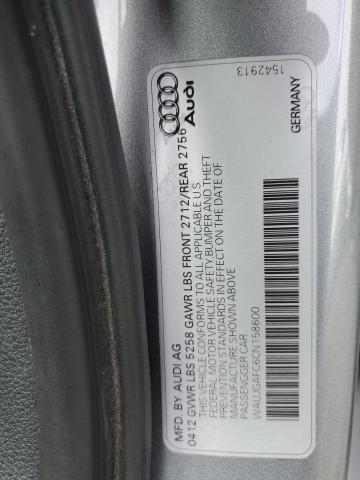 Audi
1542913
GERMANY
MFD. BY AUDI AG
0412 GVWR LBS 5258 GAWR LBS FRONT 2712/REAR 2756
THIS VEHICLE CONFORMS TO ALL APPLICABLE U.S.
FEDERAL MOTOR VEHICLE SAFETY BUMPER AND THEFT
PREVENTION STANDARDS IN EFFECT ON THE DATE OF
MANUFACTURE SHOWN ABOVE
PASSENGER CAR
WAUJGAFC6CN158600